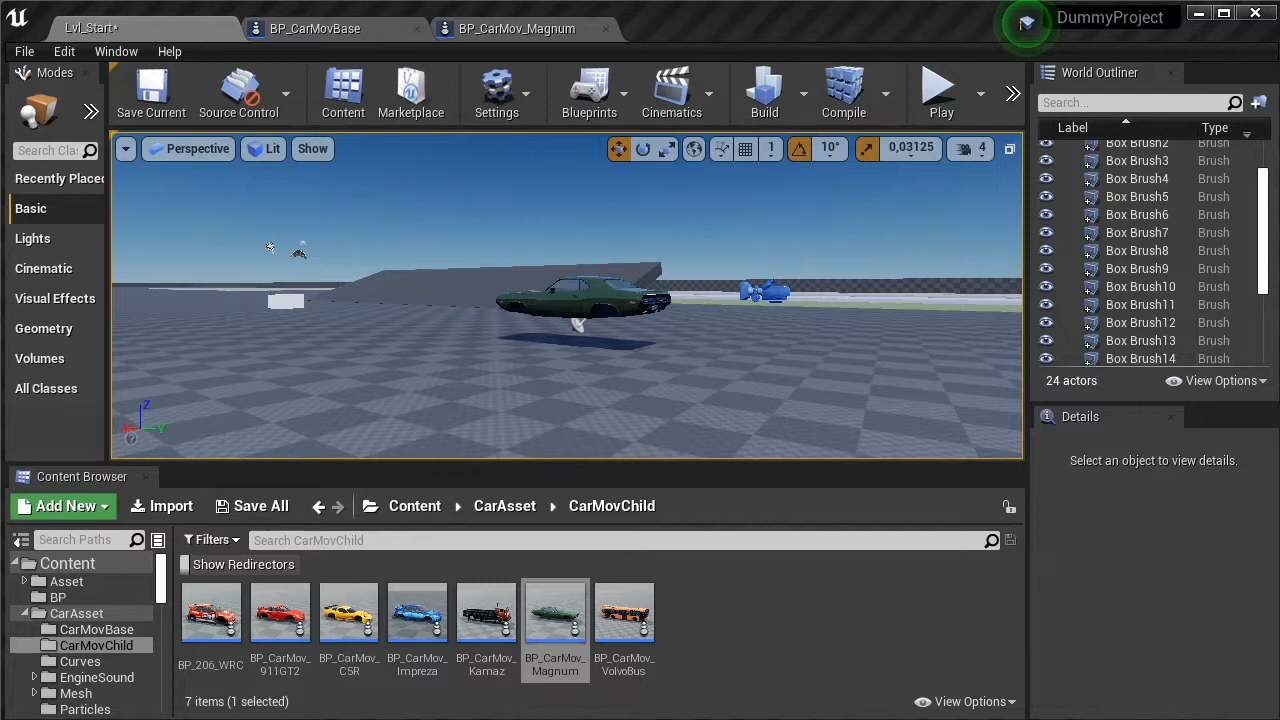 Lvl_Start*
BP_CarMovBase
BP_CarMov_Magnum
DummyProject
File Edit Window Help
Modes
Save Current
Source Control
Content
Marketplace
Settings
Blueprints
Cinematics
Build
Compile
Play
World Outliner
Search...
Label
Type
Search Cla
Recently Placed
Basic
Lights
Cinematic
Visual Effects
Geometry
Volumes
All Classes
Perspective
Lit
Show
1
10°
0,03125
4
Z
X
Y
Box Brush2 Brush
Box Brush3 Brush
Box Brush4 Brush
Box Brush5 Brush
Box Brush6 Brush
Box Brush7 Brush
Box Brush8 Brush
Box Brush9 Brush
Box Brush10 Brush
Box Brush11 Brush
Box Brush12 Brush
Box Brush13 Brush
Box Brush14 Brush
24 actors
View Options
Details
Select an object to view details.
Content Browser
Add New
Import
Save All
Content
CarAsset
CarMovChild
Search Paths
Filters
Search CarMovChild
Show Redirectors
Content
Asset
BP
CarAsset
CarMovBase
CarMovChild
Curves
EngineSound
Mesh
Particles
BP_206_WRC
BP_CarMov_
911GT2
BP_CarMov_
C5R
BP_CarMov_
Impreza
BP_CarMov_
Kamaz
BP_CarMov_
Magnum
BP_CarMov_
VolvoBus
7 items (1 selected)
View Options